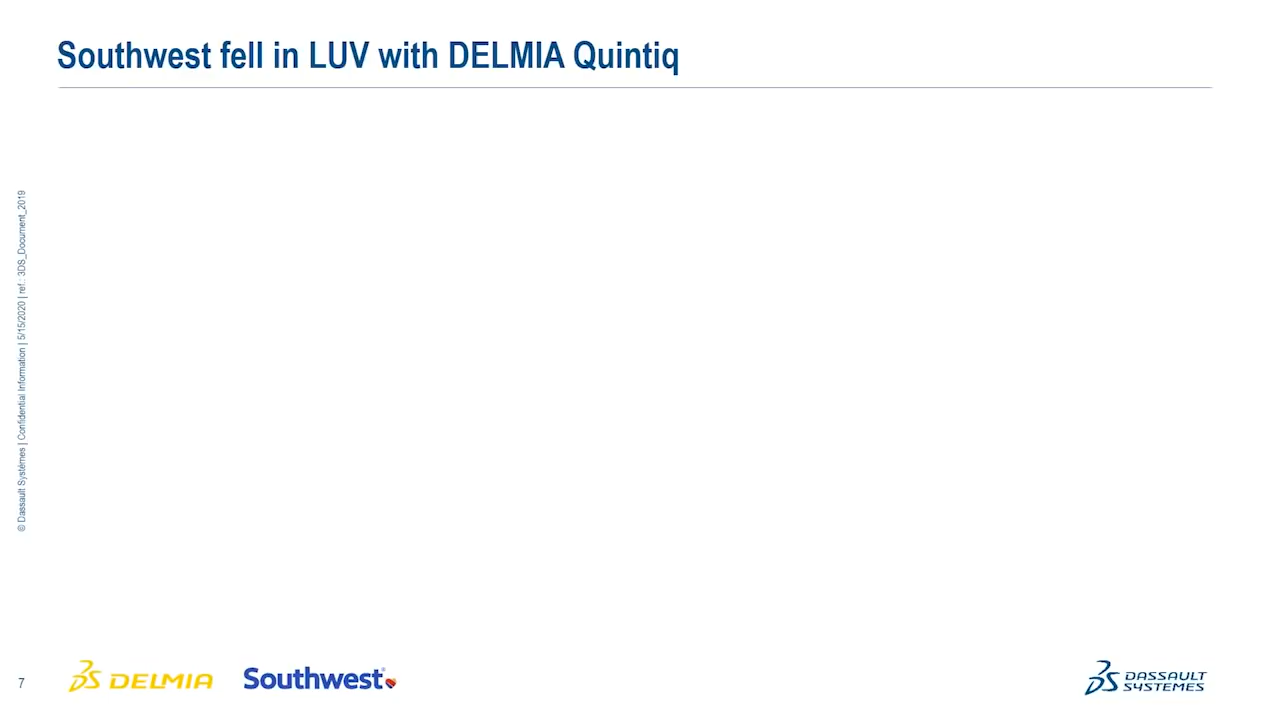 Southwest fell in LUV with DELMIA Quintiq
© Dassault Systèmes | Confidential Information | 5/15/2020 | ref.: 3DS_Document_2019
7
DELMIA
Southwest®
DASSAULT
SYSTEMES